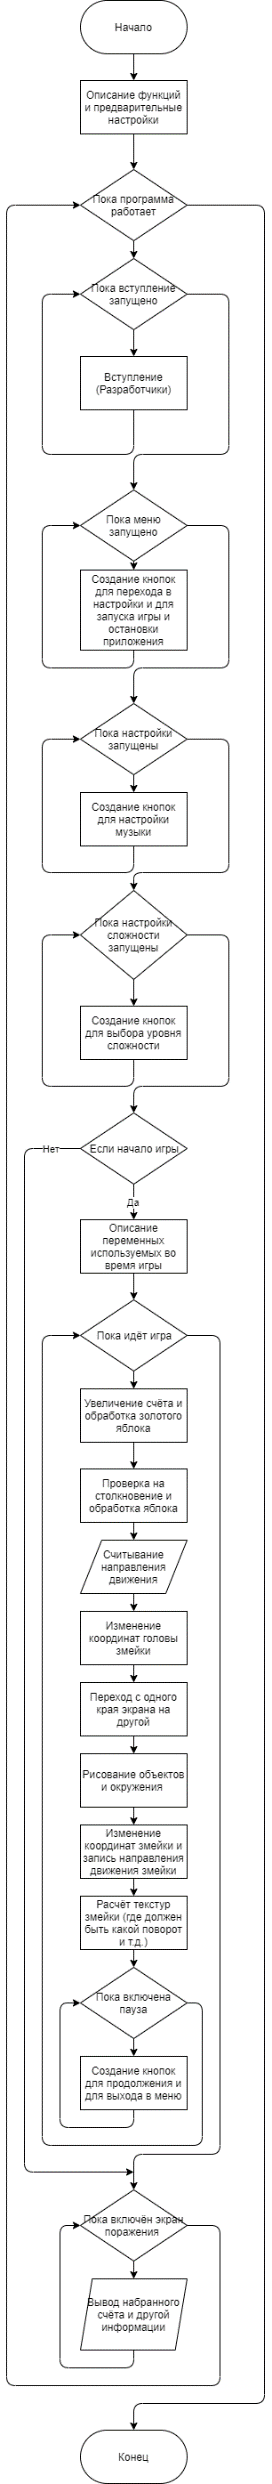 Начало
Описание функций
и предварительные
настройки
Пока программа
работает
Пока вступление
запущено
Вступление
(Разработчики)
Пока меню
запущено
Создание кнопок
для перехода в
настройки и для
запуска игры и
остановки
приложения
Пока настройки
запущены
Создание кнопок
для настройки
музыки
Пока настройки
сложности
запущены
Создание кнопок
для выбора уровня
сложности
Если начало игры
Нет
Да
Описание
переменных
используемых во
время игры
Пока идёт игра
Увеличение счёта и
обработка золотого
яблока
Проверка на
столкновение и
обработка яблока
Считывание
направления
движения
Изменение
координат головы
змейки
Переход с одного
края экрана на
другой
Рисование объектов
и окружения
Изменение
координат змейки и
запись направления
движения змейки
Расчёт текстур
змейки (где должен
быть какой поворот
и т.д.)
Пока включена
пауза
Создание кнопок
для продолжения и
для выхода в меню
Пока включён экран
поражения
Вывод набранного
счёта и другой
информации
Конец